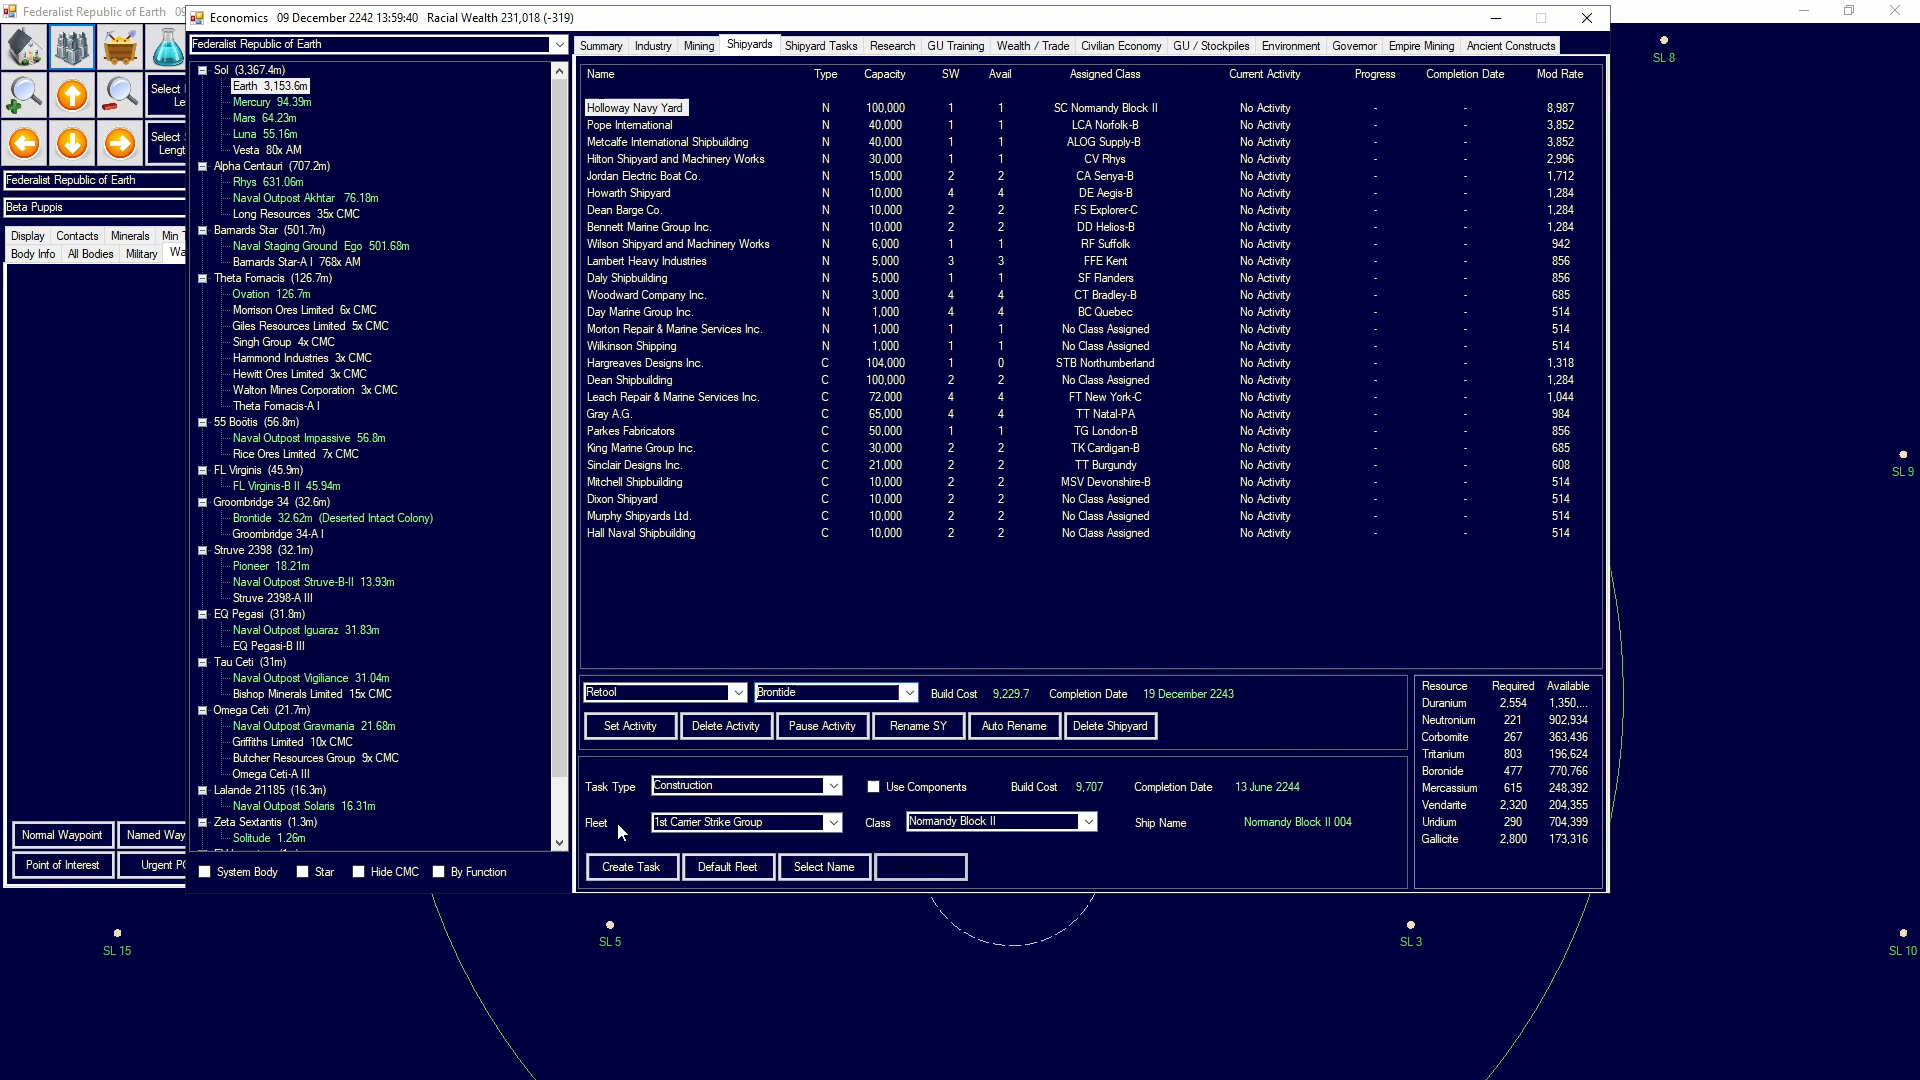 Federalist Republic of Earth
Economics 09 December 2242 13:59:40 Racial Wealth 231,018 (-319)
Federalist Republic of Earth
Summary Industry Mining Shipyards Shipyard Tasks Research GU Training Wealth / Trade Civilian Economy GU / Stockpiles Environment Governor Empire Mining Ancient Constructs
Select
Select
Federalist Republic of Earth
Beta Puppis
Display Contacts Minerals Min
Body Info All Bodies Military
Normal Waypoint Named Way
Point of Interest Urgent
Sol (3,367.4m)
Earth 3,153.6m
Mercury 94.39m
Mars 64.23m
Luna 55.16m
Vesta 80x AM
Alpha Centauri (707.2m)
Rhys 631.06m
Naval Outpost Akhtar 76.18m
Long Resources 35x CMC
Barnards Star (501.7m)
Naval Staging Ground Ego 501.68m
Barnards Star-A I 768x AM
Theta Fornacis (126.7m)
Ovation 126.7m
Morrison Ores Limited 6x CMC
Giles Resources Limited 5x CMC
Singh Group 4x CMC
Hammond Industries 3x CMC
Hewitt Ores Limited 3x CMC
Walton Mines Corporation 3x CMC
Theta Fornacis-A I
55 Boötis (56.8m)
Naval Outpost Impassive 56.8m
Rice Ores Limited 7x CMC
FL Virginis (45.9m)
FL Virginis-B II 45.94m
Groombridge 34 (32.6m)
Brontide 32.62m (Deserted Intact Colony)
Groombridge 34-A I
Struve 2398 (32.1m)
Pioneer 18.21m
Naval Outpost Struve-B-II 13.93m
Struve 2398-A III
EQ Pegasi (31.8m)
Naval Outpost Iguaraz 31.83m
EQ Pegasi-B III
Tau Ceti (31m)
Naval Outpost Vigiliance 31.04m
Bishop Minerals Limited 15x CMC
Omega Ceti (21.7m)
Naval Outpost Gravmania 21.68m
Griffiths Limited 10x CMC
Butcher Resources Group 9x CMC
Omega Ceti-A III
Lalande 21185 (16.3m)
Naval Outpost Solaris 16.31m
Zeta Sextantis (1.3m)
Solitude 1.26m
System Body Star Hide CMC By Function
Name Type Capacity SW Avail Assigned Class Current Activity Progress Completion Date Mod Rate
Holloway Navy Yard N 100,000 1 1 SC Normandy Block II No Activity - - 8,987
Pope International N 40,000 1 1 LCA Norfolk-B No Activity - - 3,852
Metcalfe International Shipbuilding N 40,000 1 1 ALOG Supply-B No Activity - - 3,852
Hilton Shipyard and Machinery Works N 30,000 1 1 CV Rhys No Activity - - 2,996
Jordan Electric Boat Co. N 15,000 2 2 CA Senya-B No Activity - - 1,712
Howarth Shipyard N 10,000 4 4 DE Aegis-B No Activity - - 1,284
Dean Barge Co. N 10,000 2 2 FS Explorer-C No Activity - - 1,284
Bennett Marine Group Inc. N 10,000 2 2 DD Helios-B No Activity - - 1,284
Wilson Shipyard and Machinery Works N 6,000 1 1 RF Suffolk No Activity - - 942
Lambert Heavy Industries N 5,000 3 3 FFE Kent No Activity - - 856
Daly Shipbuilding N 5,000 1 1 SF Flanders No Activity - - 856
Woodward Company Inc. N 3,000 4 4 CT Bradley-B No Activity - - 685
Day Marine Group Inc. N 1,000 4 4 BC Quebec No Activity - - 514
Morton Repair & Marine Services Inc. N 1,000 1 1 No Class Assigned No Activity - - 514
Wilkinson Shipping N 1,000 1 1 No Class Assigned No Activity - - 514
Hargreaves Designs Inc. C 104,000 1 0 STB Northumberland No Activity - - 1,318
Dean Shipbuilding C 100,000 2 2 No Class Assigned No Activity - - 1,284
Leach Repair & Marine Services Inc. C 72,000 4 4 FT New York-C No Activity - - 1,044
Gray A.G. C 65,000 4 4 TT Natal-PA No Activity - - 984
Parkes Fabricators C 50,000 1 1 TG London-B No Activity - - 856
King Marine Group Inc. C 30,000 2 2 TK Cardigan-B No Activity - - 685
Sinclair Designs Inc. C 21,000 2 2 TT Burgundy No Activity - - 608
Mitchell Shipbuilding C 10,000 2 2 MSV Devonshire-B No Activity - - 514
Dixon Shipyard C 10,000 2 2 No Class Assigned No Activity - - 514
Murphy Shipyards Ltd. C 10,000 2 2 No Class Assigned No Activity - - 514
Hall Naval Shipbuilding C 10,000 2 2 No Class Assigned No Activity - - 514
Retool Brontide Build Cost 9,229.7 Completion Date 19 December 2243
Set Activity Delete Activity Pause Activity Rename SY Auto Rename Delete Shipyard
Task Type Construction Use Components Build Cost 9,707 Completion Date 13 June 2244
Fleet 1st Carrier Strike Group Class Normandy Block II Ship Name Normandy Block II 004
Create Task Default Fleet Select Name
Resource Required Available
Duranium 2,554 1,350,...
Neutronium 221 902,934
Corbomite 267 363,436
Tritanium 803 196,624
Boronide 477 770,766
Mercassium 615 248,392
Vendarite 2,320 204,355
Uridium 290 704,399
Gallicite 2,800 173,316
SL 8
SL 9
SL 15
SL 5
SL 3
SL 10